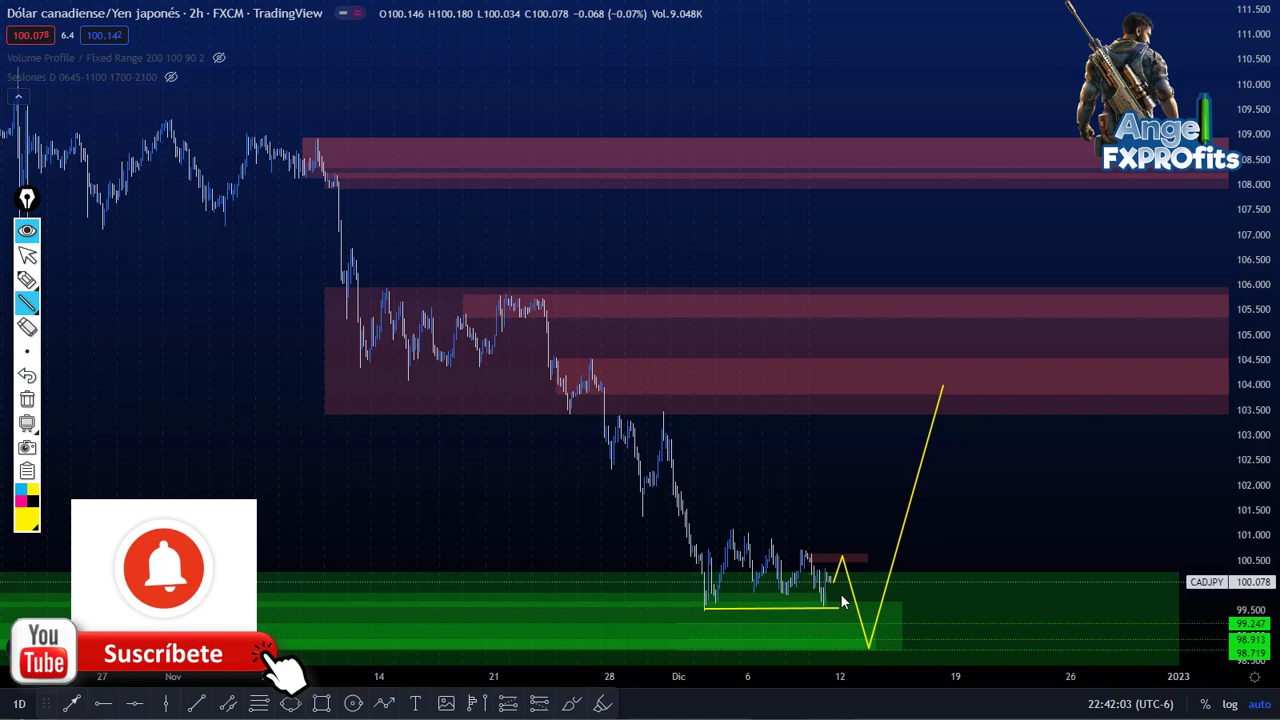 Dólar canadiense/Yen japonés · 2h · FXCM · TradingView
O100.146 H100.180 L100.034 C100.078 -0.068 (-0.07%) Vol.9.048K
100.078 6.4 100.142
Volume Profile / Fixed Range 200 100 90 2
Sesiones D 0645-1100 1700-2100
Angel
FXPROfits
111.500
111.000
110.500
110.000
109.500
109.000
108.500
108.000
107.500
107.000
106.500
106.000
105.500
105.000
104.500
104.000
103.500
103.000
102.500
102.000
101.500
101.000
100.500
CADJPY 100.078
99.500
99.247
98.913
98.719
98.500
You
Tube
Suscríbete
27 Nov 14 21 28 Dic 6 12 19 26 2023
1D
22:42:03 (UTC-6) % log auto